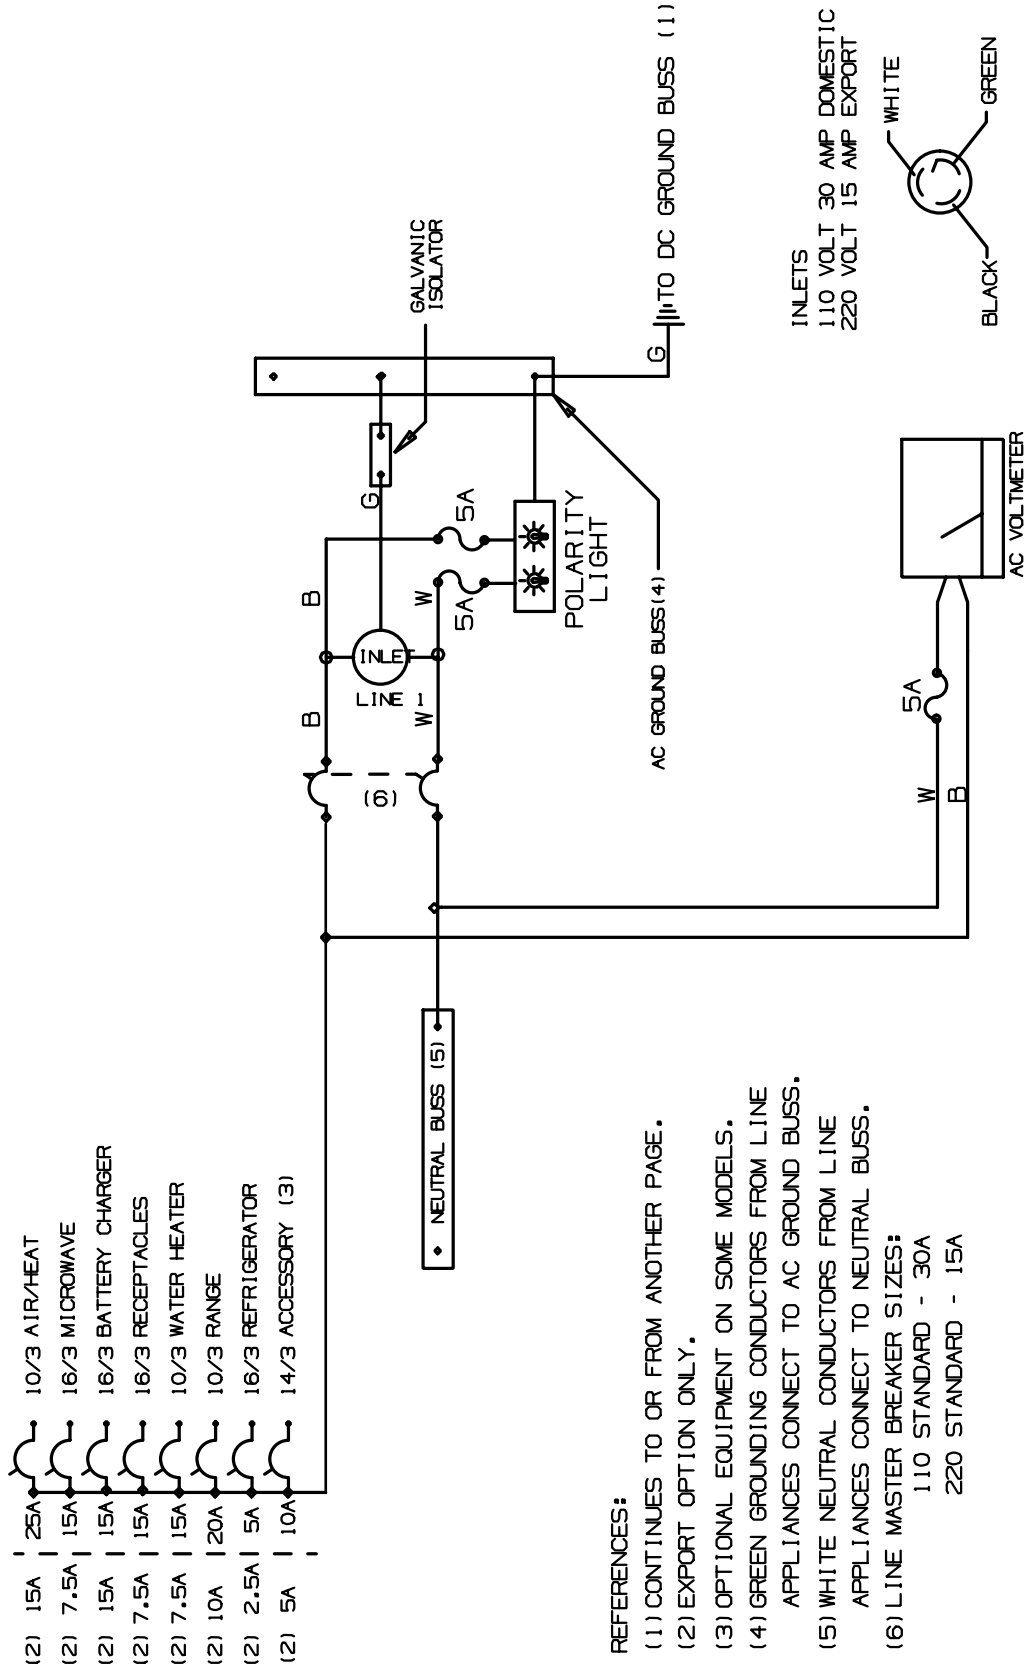 (2) 15A 25A 10/3 AIR/HEAT
(2) 7.5A 15A 16/3 MICROWAVE
(2) 15A 15A 16/3 BATTERY CHARGER
(2) 7.5A 15A 16/3 RECEPTACLES
(2) 7.5A 15A 10/3 WATER HEATER
(2) 10A 20A 10/3 RANGE
(2) 2.5A 5A 16/3 REFRIGERATOR
(2) 5A 10A 14/3 ACCESSORY (3)
NEUTRAL BUSS (5)
(6)
B
B
W
W
INLET
LINE 1
G
5A
5A
POLARITY
LIGHT
GALVANIC
ISOLATOR
AC GROUND BUSS(4)
G
TO DC GROUND BUSS (1)
W
B
5A
AC VOLTMETER
INLETS
110 VOLT 30 AMP DOMESTIC
220 VOLT 15 AMP EXPORT
BLACK
WHITE
GREEN
REFERENCES:
(1) CONTINUES TO OR FROM ANOTHER PAGE.
(2) EXPORT OPTION ONLY.
(3) OPTIONAL EQUIPMENT ON SOME MODELS.
(4) GREEN GROUNDING CONDUCTORS FROM LINE
APPLIANCES CONNECT TO AC GROUND BUSS.
(5) WHITE NEUTRAL CONDUCTORS FROM LINE
APPLIANCES CONNECT TO NEUTRAL BUSS.
(6) LINE MASTER BREAKER SIZES:
110 STANDARD - 30A
220 STANDARD - 15A